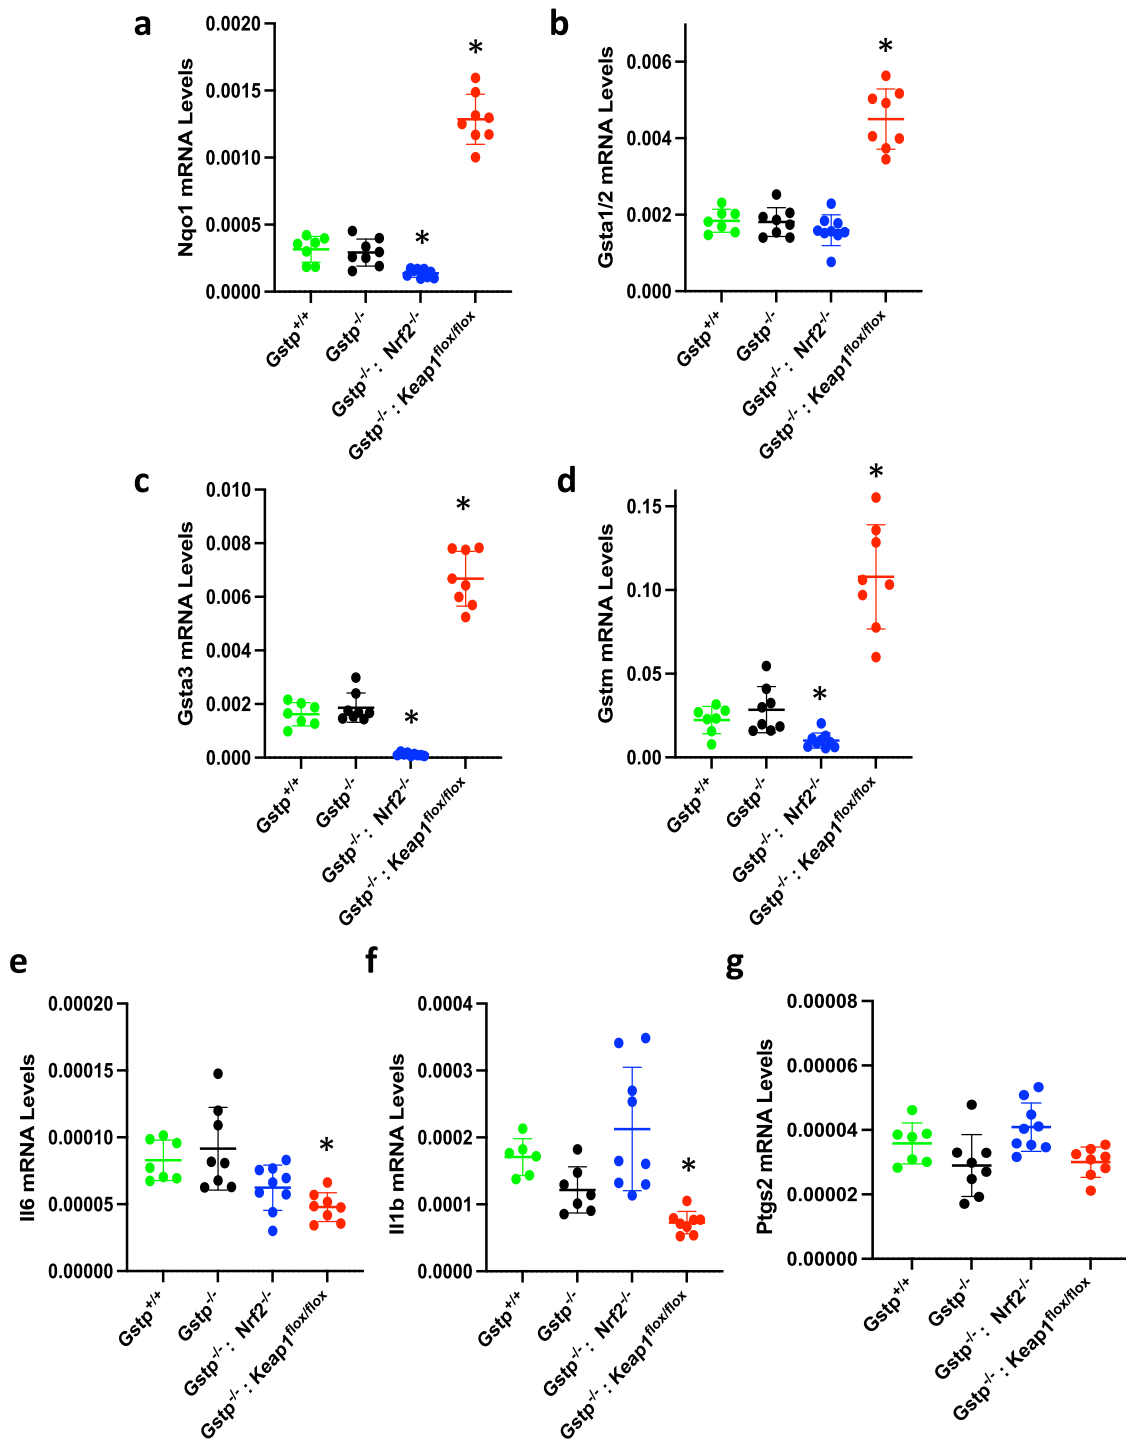 a
Nqo1 mRNA Levels
0.0020
0.0015
0.0010
0.0005
0.0000
*
*
Gstp+/+
Gstp-/-
Gstp-/- : Nrf2-/-
Gstp-/- : Keap1flox/flox
b
Gsta1/2 mRNA Levels
0.006
0.004
0.002
0.000
*
Gstp+/+
Gstp-/-
Gstp-/- : Nrf2-/-
Gstp-/- : Keap1flox/flox
c
Gsta3 mRNA Levels
0.010
0.008
0.006
0.004
0.002
0.000
*
*
Gstp+/+
Gstp-/-
Gstp-/- : Nrf2-/-
Gstp-/- : Keap1flox/flox
d
Gstm mRNA Levels
0.15
0.10
0.05
0.00
*
*
Gstp+/+
Gstp-/-
Gstp-/- : Nrf2-/-
Gstp-/- : Keap1flox/flox
e
Il6 mRNA Levels
0.00020
0.00015
0.00010
0.00005
0.00000
*
Gstp+/+
Gstp-/-
Gstp-/- : Nrf2-/-
Gstp-/- : Keap1flox/flox
f
Il1b mRNA Levels
0.0004
0.0003
0.0002
0.0001
0.0000
*
Gstp+/+
Gstp-/-
Gstp-/- : Nrf2-/-
Gstp-/- : Keap1flox/flox
g
Ptgs2 mRNA Levels
0.00008
0.00006
0.00004
0.00002
0.00000
Gstp+/+
Gstp-/-
Gstp-/- : Nrf2-/-
Gstp-/- : Keap1flox/flox